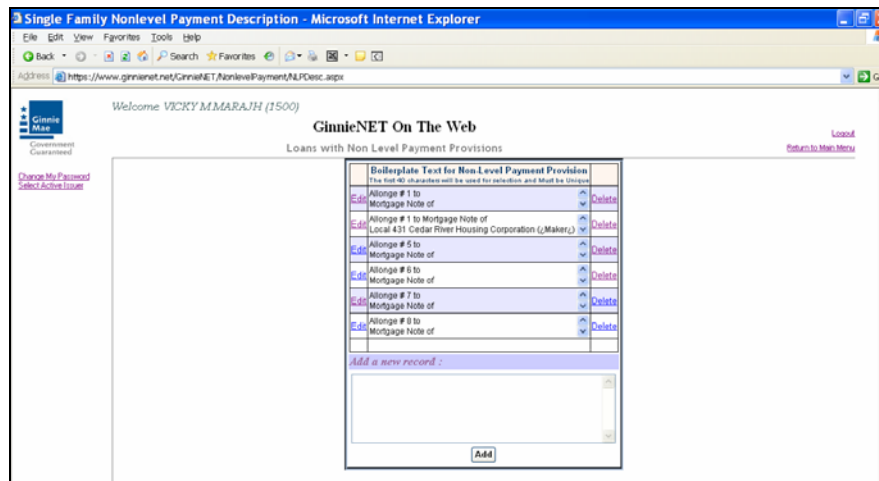 Single Family Nonlevel Payment Description - Microsoft Internet Explorer
File Edit View Favorites Tools Help
Back Search Favorites
Address https://www.ginnienet.net/GinnieNET/NonlevelPayment/NLPDesc.aspx G
Ginnie Mae
Government Guaranteed
Welcome VICKY M MARAJH (1500)
GinnieNET On The Web
Loans with Non Level Payment Provisions
Logout
Return to Main Menu
Change My Password
Select Active Issuer
Boilerplate Text for Non-Level Payment Provision
The first 40 characters will be used for selection and Must be Unique
Edit Allonge # 1 to Delete
Mortgage Note of
Edit Allonge # 1 to Mortgage Note of Delete
Local 431 Cedar River Housing Corporation (¿Maker¿)
Edit Allonge # 5 to Delete
Mortgage Note of
Edit Allonge # 6 to Delete
Mortgage Note of
Edit Allonge # 7 to Delete
Mortgage Note of
Edit Allonge # 8 to Delete
Mortgage Note of
Add a new record :
Add